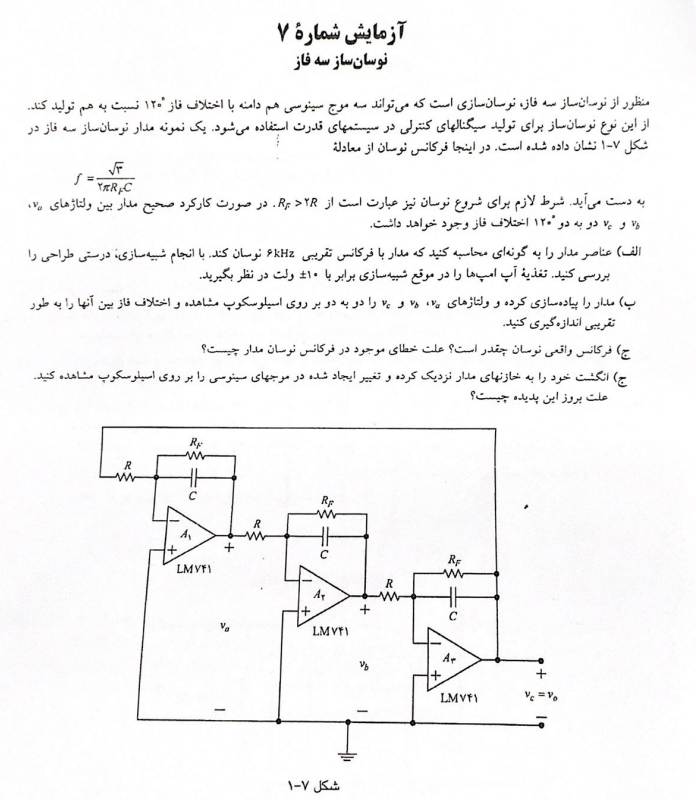 آزمایش شمارهٔ ۷
نوسان‌ساز سه فاز
منظور از نوسان‌ساز سه فاز، نوسان‌سازی است که می‌تواند سه موج سینوسی هم دامنه با اختلاف فاز ۱۲۰° نسبت به هم تولید کند.
از این نوع نوسان‌ساز برای تولید سیگنالهای کنترلی در سیستمهای قدرت استفاده می‌شود. یک نمونه مدار نوسان‌ساز سه فاز در
شکل ۷-۱ نشان داده شده است. در اینجا فرکانس نوسان از معادلهٔ
f = √۳ / ۲πR_F C
به دست می‌آید. شرط لازم برای شروع نوسان نیز عبارت است از R_F >۲R. در صورت کارکرد صحیح مدار بین ولتاژهای v_a،
v_b و v_c دو به دو ۱۲۰° اختلاف فاز وجود خواهد داشت.
الف) عناصر مدار را به گونه‌ای محاسبه کنید که مدار با فرکانس تقریبی ۶kHz نوسان کند. با انجام شبیه‌سازی، درستی طراحی را
بررسی کنید. تغذیهٔ آپ امپ‌ها را در موقع شبیه‌سازی برابر با ±۱۰ ولت در نظر بگیرید.
ب) مدار را پیاده‌سازی کرده و ولتاژهای v_a، v_b و v_c را دو به دو بر روی اسیلوسکوپ مشاهده و اختلاف فاز بین آنها را به طور
تقریبی اندازه‌گیری کنید.
ج) فرکانس واقعی نوسان چقدر است؟ علت خطای موجود در فرکانس نوسان مدار چیست؟
ج) انگشت خود را به خازنهای مدار نزدیک کرده و تغییر ایجاد شده در موجهای سینوسی را بر روی اسیلوسکوپ مشاهده کنید.
علت بروز این پدیده چیست؟
R_F
R
C
A_۱
LM۷۴۱
R_F
R
C
A_۲
LM۷۴۱
R_F
R
C
A_۳
LM۷۴۱
v_a
v_b
v_c = v_o
شکل ۷-۱